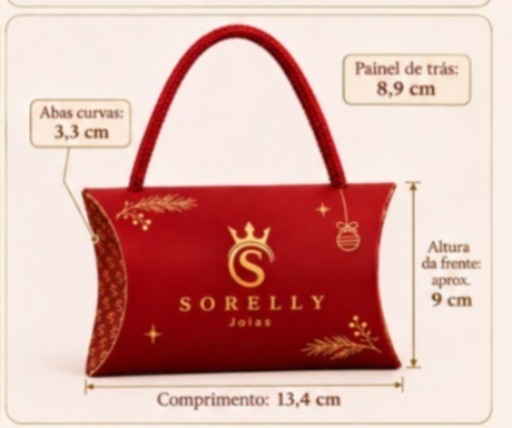 Painel de trás:
8,9 cm
Abas curvas:
3,3 cm
S
SORELLY
Joias
Altura
da frente:
aprox.
9 cm
Comprimento: 13,4 cm